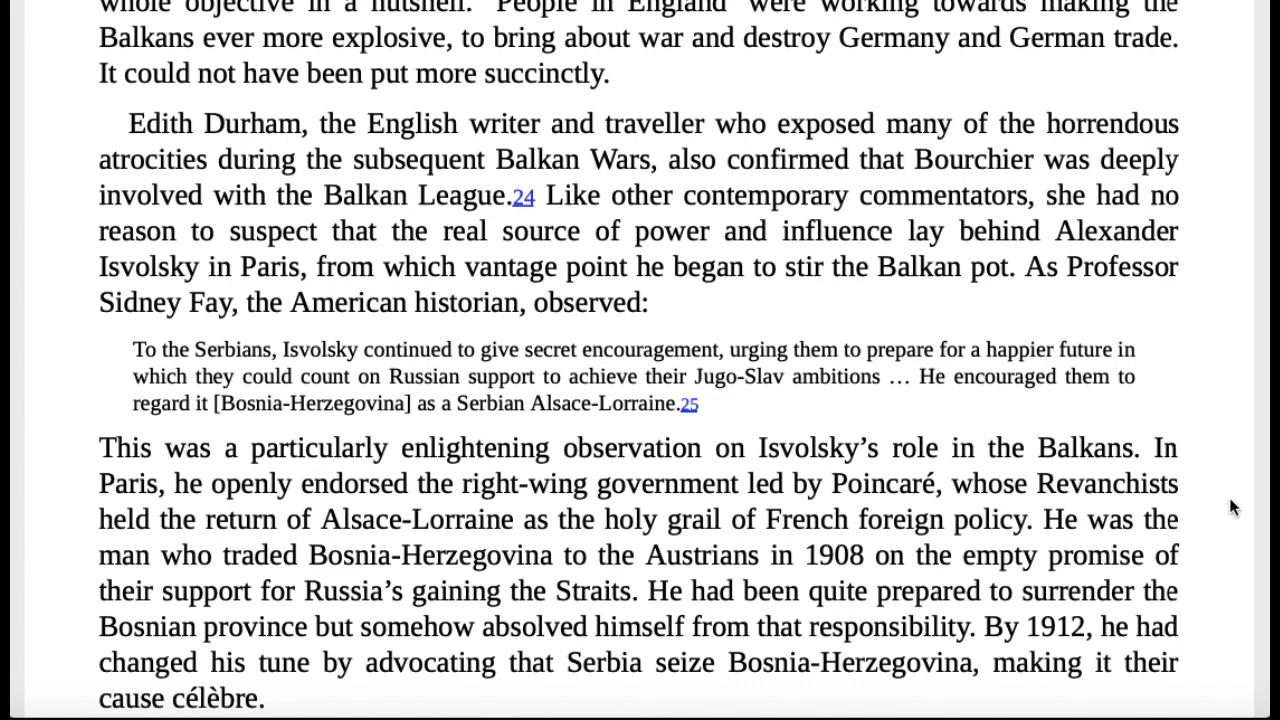 whole objective in a nutshell. 'People in England' were working towards making the
Balkans ever more explosive, to bring about war and destroy Germany and German trade.
It could not have been put more succinctly.
Edith Durham, the English writer and traveller who exposed many of the horrendous
atrocities during the subsequent Balkan Wars, also confirmed that Bourchier was deeply
involved with the Balkan League.24 Like other contemporary commentators, she had no
reason to suspect that the real source of power and influence lay behind Alexander
Isvolsky in Paris, from which vantage point he began to stir the Balkan pot. As Professor
Sidney Fay, the American historian, observed:
To the Serbians, Isvolsky continued to give secret encouragement, urging them to prepare for a happier future in
which they could count on Russian support to achieve their Jugo-Slav ambitions … He encouraged them to
regard it [Bosnia-Herzegovina] as a Serbian Alsace-Lorraine.25
This was a particularly enlightening observation on Isvolsky’s role in the Balkans. In
Paris, he openly endorsed the right-wing government led by Poincaré, whose Revanchists
held the return of Alsace-Lorraine as the holy grail of French foreign policy. He was the
man who traded Bosnia-Herzegovina to the Austrians in 1908 on the empty promise of
their support for Russia’s gaining the Straits. He had been quite prepared to surrender the
Bosnian province but somehow absolved himself from that responsibility. By 1912, he had
changed his tune by advocating that Serbia seize Bosnia-Herzegovina, making it their
cause célèbre.